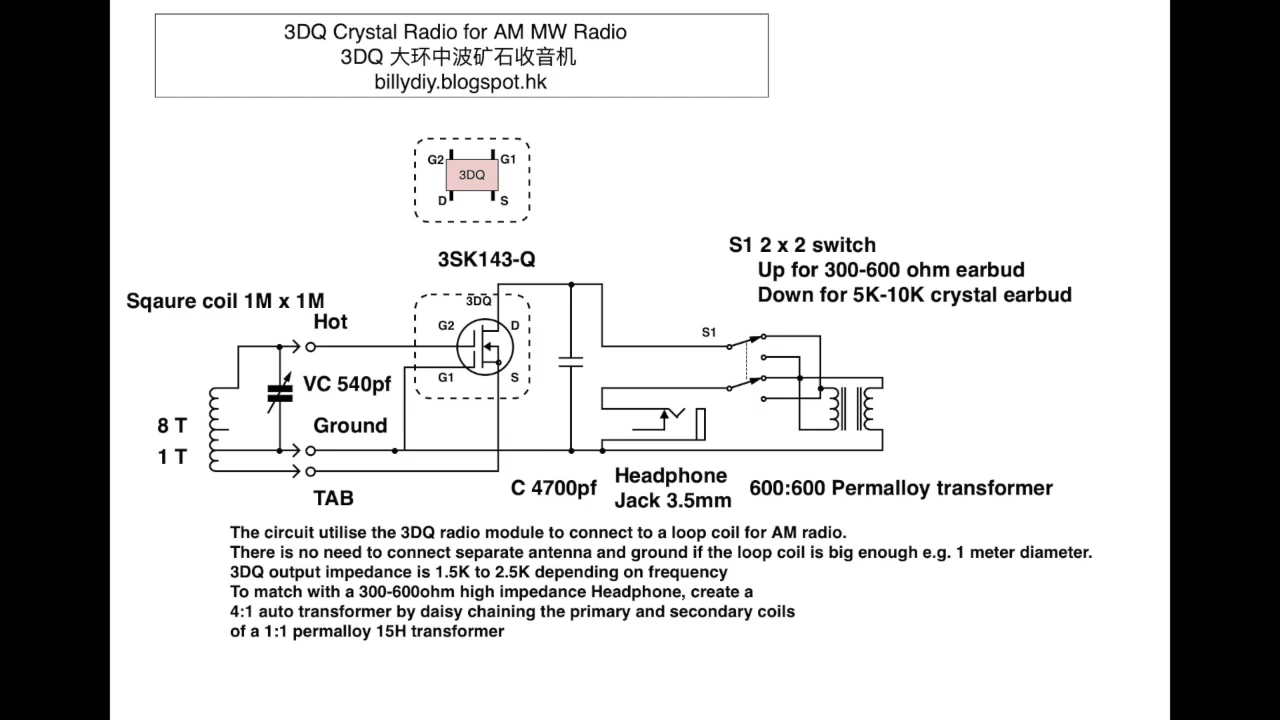 3DQ Crystal Radio for AM MW Radio
3DQ 大环中波矿石收音机
billydiy.blogspot.hk
G2
G1
3DQ
D
S
3SK143-Q
S1 2 x 2 switch
Up for 300-600 ohm earbud
Down for 5K-10K crystal earbud
Sqaure coil 1M x 1M
Hot
3DQ
G2
D
S1
G1
S
VC 540pf
8 T
Ground
1 T
TAB
C 4700pf
Headphone
Jack 3.5mm
600:600 Permalloy transformer
The circuit utilise the 3DQ radio module to connect to a loop coil for AM radio.
There is no need to connect separate antenna and ground if the loop coil is big enough e.g. 1 meter diameter.
3DQ output impedance is 1.5K to 2.5K depending on frequency
To match with a 300-600ohm high impedance Headphone, create a
4:1 auto transformer by daisy chaining the primary and secondary coils
of a 1:1 permalloy 15H transformer